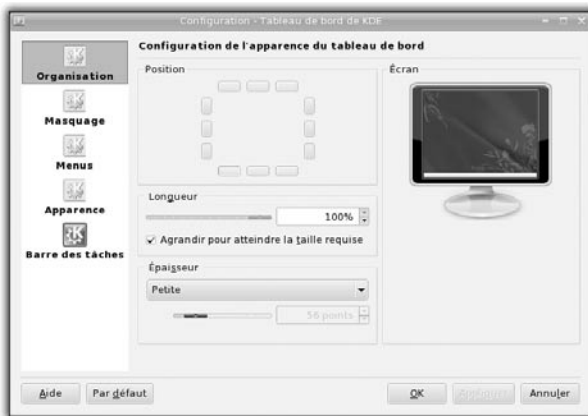 Configuration - Tableau de bord de KDE
Organisation
Masquage
Menus
Apparence
Barre des tâches
Configuration de l'apparence du tableau de bord
Position
Écran
Longueur
100%
Agrandir pour atteindre la taille requise
Épaisseur
Petite
56 points
Aide
Par défaut
OK
Appliquer
Annuler